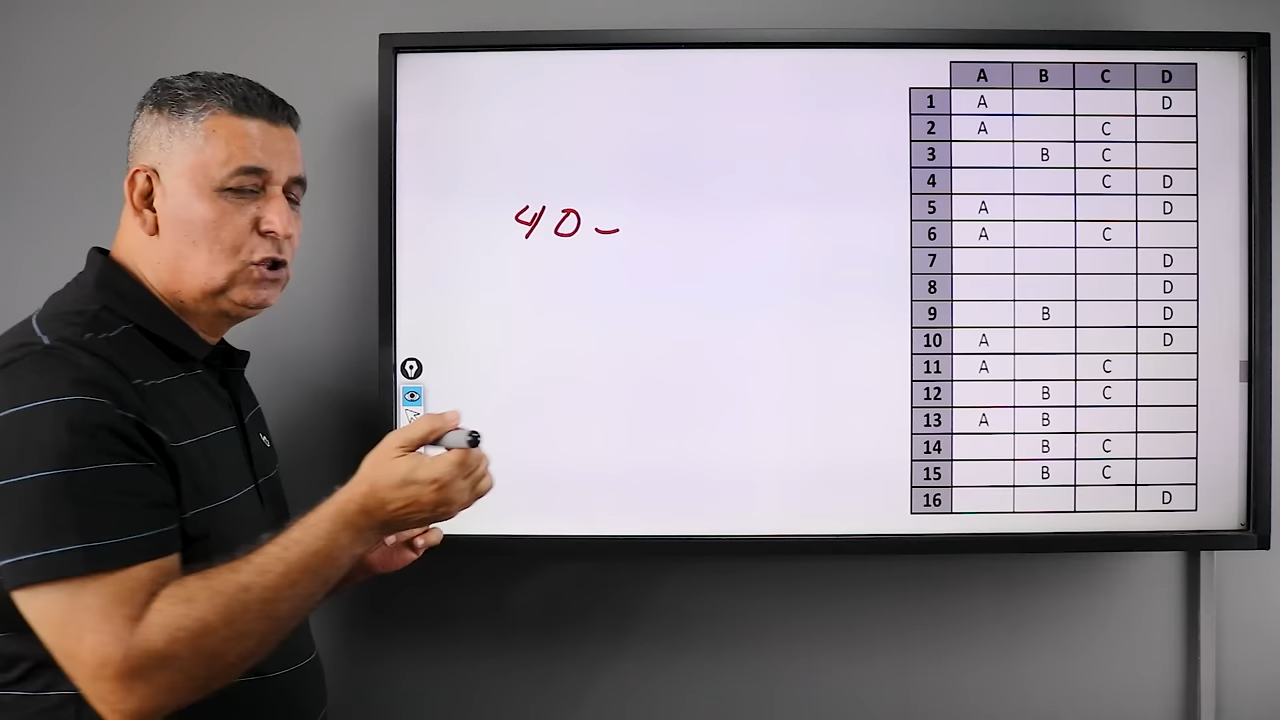 A B C D
1 A D
2 A C
3 B C
40- 4 C D
5 A D
6 A C
7 D
8 D
9 B D
10 A D
11 A C
12 B C
13 A B
14 B C
15 B C
16 D